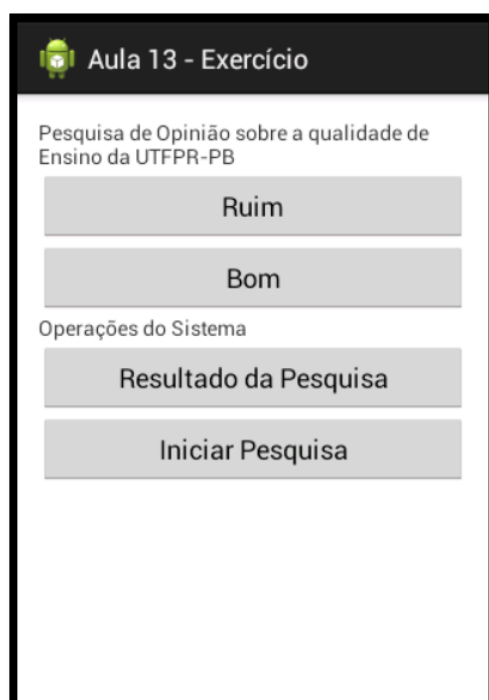 Aula 13 - Exercício
Pesquisa de Opinião sobre a qualidade de
Ensino da UTFPR-PB
Ruim
Bom
Operações do Sistema
Resultado da Pesquisa
Iniciar Pesquisa